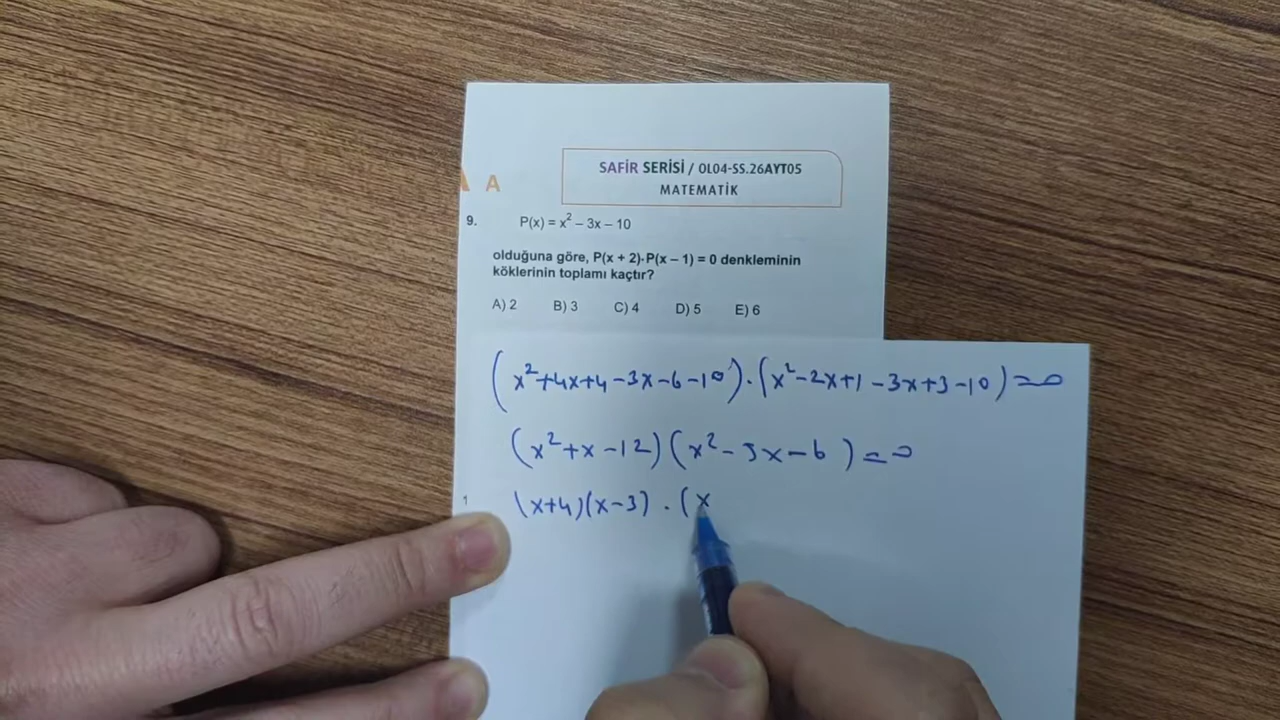 SAFİR SERİSİ / OL04-SS.26AYT05
MATEMATİK
A
9. P(x) = x² – 3x – 10
olduğuna göre, P(x + 2)·P(x – 1) = 0 denkleminin
köklerinin toplamı kaçtır?
A) 2 B) 3 C) 4 D) 5 E) 6
(x²+4x+4-3x-6-10).(x²-2x+1-3x+3-10)=0
(x²+x-12)(x²-5x-6)=0
1
(x+4)(x-3).(x